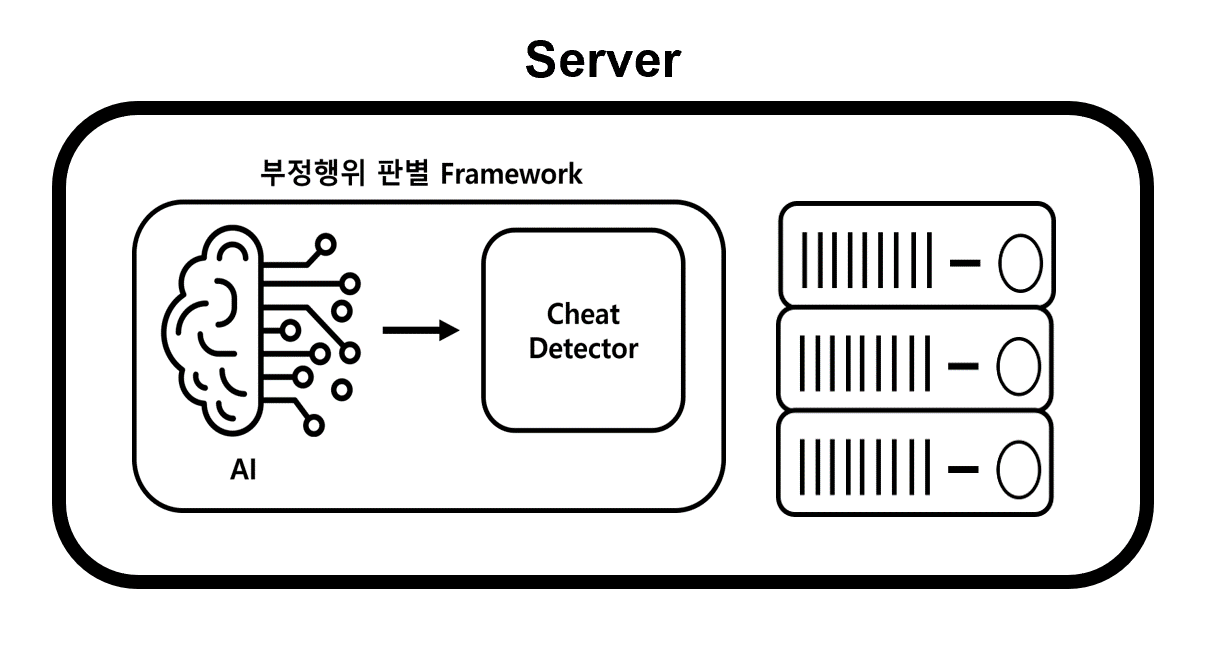 Server
부정행위 판별 Framework
Cheat
Detector
AI